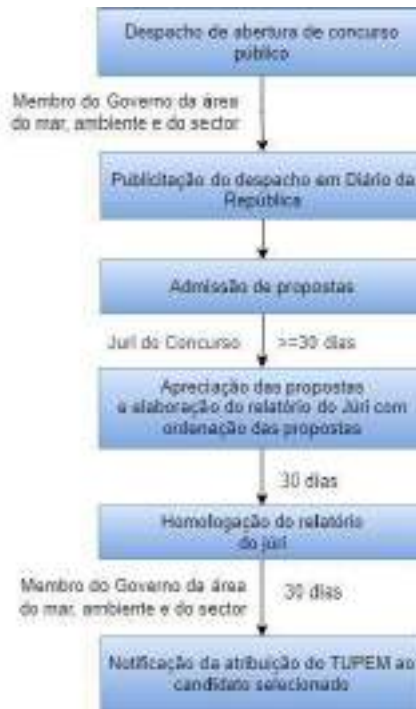 Despacho de abertura de concurso
público
Membro do Governo da área
do mar, ambiente e do sector
Publicitação do despacho em Diário da
República
Admissão de propostas
Juri do Concurso >=30 dias
Apreciação das propostas
e elaboração do relatório do Júri com
ordenação das propostas
30 dias
Homologação do relatório
do júri
Membro do Governo da área
do mar, ambiente e do sector
30 dias
Notificação da atribuição do TUPEM ao
candidato selecionado